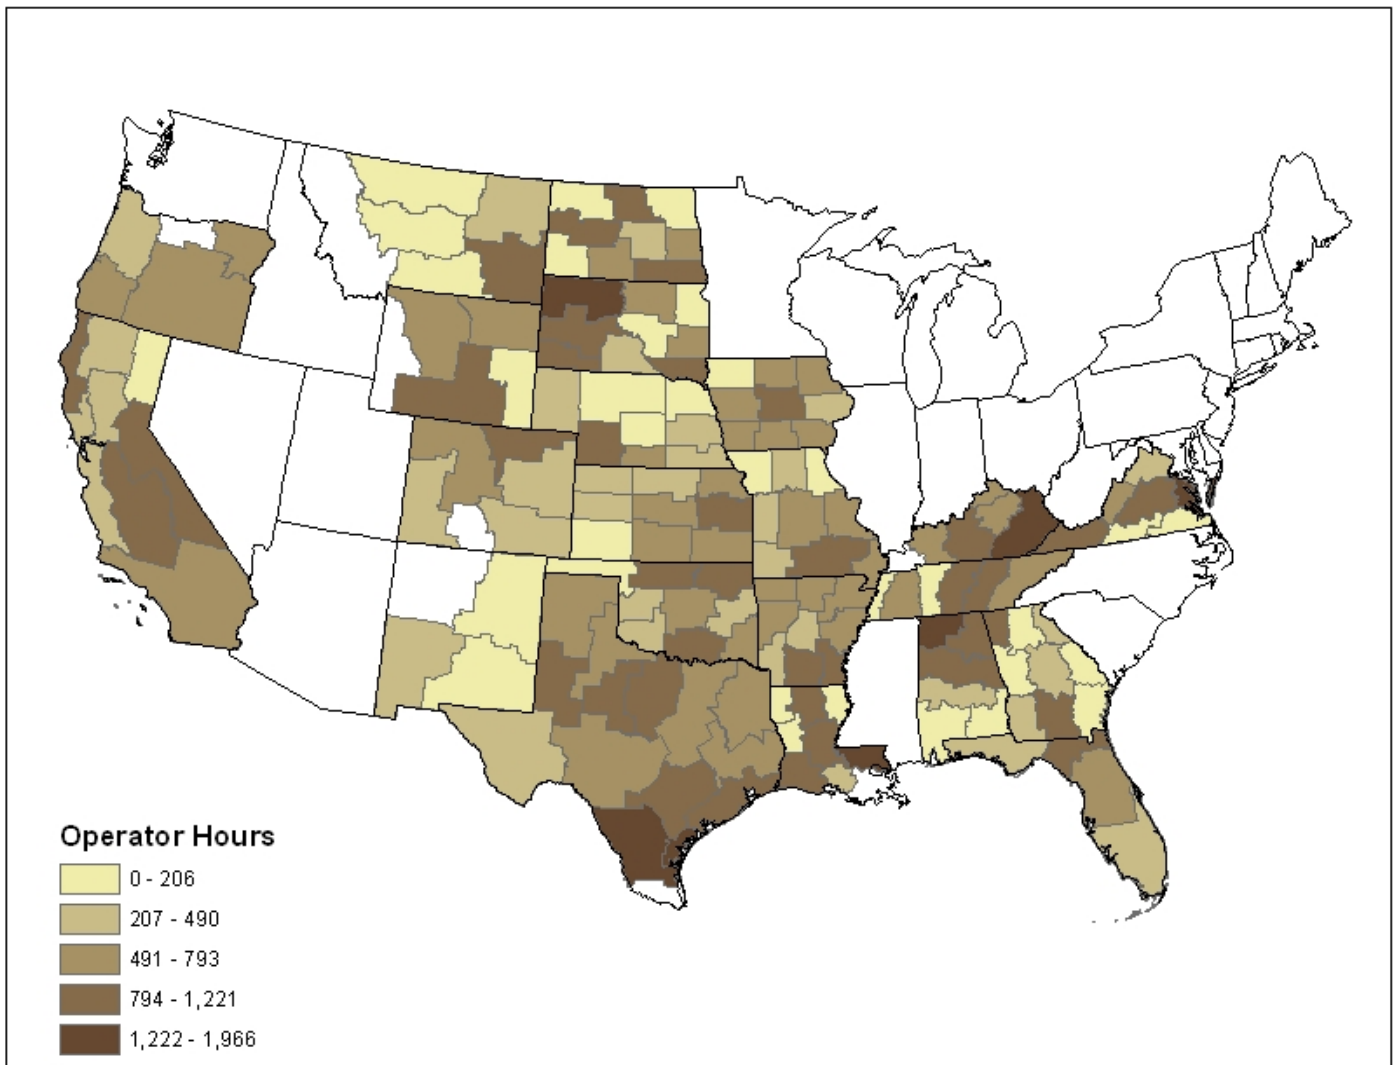 Operator Hours
0 - 206
207 - 490
491 - 793
794 - 1,221
1,222 - 1,966